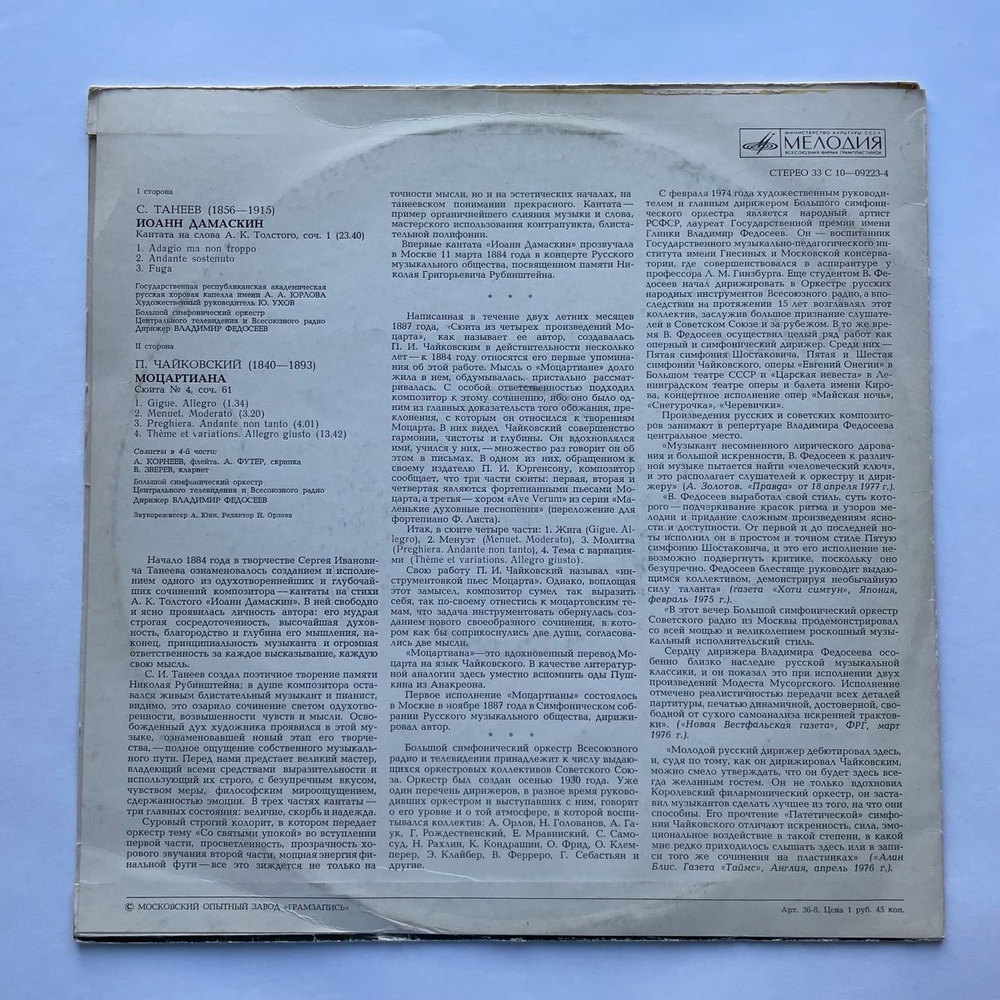 МИНИСТЕРСТВО КУЛЬТУРЫ СССР
МЕЛОДИЯ
ВСЕСОЮЗНАЯ ФИРМА ГРАМПЛАСТИНОК
СТЕРЕО 33 С 10—09223-4
I сторона
С. ТАНЕЕВ (1856—1915)
ИОАНН ДАМАСКИН
Кантата на слова А. К. Толстого, соч. 1 (23.40)
1. Adagio ma non troppo
2. Andante sostenuto
3. Fuga
Государственная республиканская академическая
русская хоровая капелла имени А. А. ЮРЛОВА
Художественный руководитель Ю. УХОВ
Большой симфонический оркестр
Центрального телевидения и Всесоюзного радио
Дирижер ВЛАДИМИР ФЕДОСЕЕВ
II сторона
П. ЧАЙКОВСКИЙ (1840—1893)
МОЦАРТИАНА
Сюита № 4, соч. 61
1. Gigue. Allegro (1.34)
2. Menuet. Moderato (3.20)
3. Preghiera. Andante non tanto (4.01)
4. Thème et variations. Allegro giusto (13.42)
Солисты в 4-й части:
А. КОРНЕЕВ, флейта. А. ФУТЕР, скрипка
В. ЗВЕРЕВ, кларнет
Большой симфонический оркестр
Центрального телевидения и Всесоюзного радио
Дирижер ВЛАДИМИР ФЕДОСЕЕВ
Звукорежиссер А. Юшк. Редактор И. Орлова
Начало 1884 года в творчестве Сергея Иванови-
ча Танеева ознаменовалось созданием и исполне-
нием одного из одухотвореннейших и глубочай-
ших сочинений композитора—кантаты на стихи
А. К. Толстого «Иоанн Дамаскин». В ней свободно
и ясно проявилась личность автора: его мудрая
строгая сосредоточенность, высочайшая духов-
ность, благородство и глубина его мышления, на-
конец, принципиальность музыканта и огромная
ответственность за каждое высказывание, каждую
свою мысль.
С. И. Танеев создал поэтичное творение памяти
Николая Рубинштейна; в душе композитора оста-
вался живым блистательный музыкант и пианист,
видимо, это озарило сочинение светом одухотво-
ренности, возвышенности чувств и мысли. Осво-
божденный дух художника проявился в этой му-
зыке, ознаменовавшей новый этап его творче-
ства,—полное ощущение собственного музыкаль-
ного пути. Перед нами предстает великий мастер,
владеющий всеми средствами выразительности и
использующий их строго, с безупречным вкусом,
чувством меры, философским мироощущением,
сдержанностью эмоции. В трех частях кантаты—
три главных состояния: величие, скорбь и надежда.
Суровый строгий колорит, в котором передает
оркестр тему «Со святыми упокой» во вступлении
первой части, просветленность, прозрачность хо-
рового звучания второй части, мощная энергия фи-
нальной фуги—все это зиждется не только на
точности мысли, но и на эстетических началах, на
танеевском понимании прекрасного. Кантата—
пример органичнейшего слияния музыки и слова,
мастерского использования контрапункта, блиста-
тельной полифонии.
Впервые кантата «Иоанн Дамаскин» прозвучала
в Москве 11 марта 1884 года в концерте Русского
музыкального общества, посвященном памяти Ни-
колая Григорьевича Рубинштейна.
* * *
Написанная в течение двух летних месяцев
1887 года, «Сюита из четырех произведений Мо-
царта», как называет ее автор, создавалась
П. И. Чайковским в действительности несколько
лет—к 1884 году относятся его первые упомина-
ния об этой работе. Мысль о «Моцартиане» долго
жила в нем, обдумывалась, пристально рассмат-
ривалась. С особой ответственностью подходил
композитор к этому сочинению, ибо оно было од-
ним из главных доказательств того обожания, пре-
клонения, с которым он относился к творениям
Моцарта. В них видел Чайковский совершенство
гармонии, чистоты и глубины. Он вдохновлялся
ими, учился у них,—множество раз говорит он об
этом в письмах. В одном из них, обращенном к
своему издателю П. И. Юргенсону, композитор
сообщает, что три части сюиты: первая, вторая и
четвертая являются фортепианными пьесами Мо-
царта, а третья—хором «Ave Verum» из серии «Ма-
ленькие духовные песнопения» (переложение для
фортепиано Ф. Листа).
Итак, в сюите четыре части: 1. Жига (Gigue. Al-
legro), 2. Менуэт (Menuet. Moderato), 3. Молитва
(Preghiera. Andante non tanto), 4. Тема с вариация-
ми (Thème et variations. Allegro giusto).
Свою работу П. И. Чайковский называл «ин-
струментовкой пьес Моцарта». Однако, воплощая
этот замысел, композитор сумел так выразить
себя, так по-своему отнестись к моцартовским те-
мам, что задача инструментовать обернулась соз-
данием нового своеобразного сочинения, в кото-
ром как бы соприкоснулись две души, согласова-
лись две мысли.
«Моцартиана»—это вдохновенный перевод Мо-
царта на язык Чайковского. В качестве литератур-
ной аналогии здесь уместно вспомнить оды Пуш-
кина из Анакреона.
Первое исполнение «Моцартианы» состоялось
в Москве в ноябре 1887 года в Симфоническом соб-
рании Русского музыкального общества, дирижи-
ровал автор.
* * *
Большой симфонический оркестр Всесоюзного
радио и телевидения принадлежит к числу выдаю-
щихся оркестровых коллективов Советского Сою-
за. Оркестр был создан осенью 1930 года. Уже
один перечень дирижеров, в разное время руково-
дивших оркестром и выступавших с ним, говорит
о его уровне и о той атмосфере, в которой воспи-
тывался коллектив: А. Орлов, Н. Голованов, А. Га-
ук, Г. Рождественский, Е. Мравинский, С. Само-
суд, Н. Рахлин, К. Кондрашин, О. Фрид, О. Клем-
перер, Э. Клайбер, В. Ферреро, Г. Себастьян и
другие.
С февраля 1974 года художественным руководи-
телем и главным дирижером Большого симфониче-
ского оркестра является народный артист
РСФСР, лауреат Государственной премии имени
Глинки Владимир Федосеев. Он—воспитанник
Государственного музыкально-педагогического ин-
ститута имени Гнесиных и Московской консервато-
рии, где совершенствовался в аспирантуре у
профессора Л. М. Гинзбурга. Еще студентом В. Фе-
досеев начал дирижировать в Оркестре русских
народных инструментов Всесоюзного радио, а впо-
следствии на протяжении 15 лет возглавлял этот
коллектив, заслужив большое признание слушате-
лей в Советском Союзе и за рубежом. В то же время
В. Федосеев осуществил целый ряд работ как
оперный и симфонический дирижер. Среди них—
Пятая симфония Шостаковича, Пятая и Шестая
симфонии Чайковского, оперы «Евгений Онегин» в
Большом театре СССР и «Царская невеста» в Ле-
нинградском театре оперы и балета имени Киро-
ва, концертное исполнение опер «Майская ночь»,
«Снегурочка», «Черевички».
Произведения русских и советских композито-
ров занимают в репертуаре Владимира Федосеева
центральное место.
«Музыкант несомненного лирического дарова-
ния и большой искренности, В. Федосеев к различ-
ной музыке пытается найти «человеческий ключ»,
и это располагает слушателей к оркестру и дири-
жеру» (А. Золотов. «Правда» от 18 апреля 1977 г.).
«В. Федосеев выработал свой стиль, суть кото-
рого—подчеркивание красок ритма и узоров ме-
лодии и придание сложным произведениям ясно-
сти и доступности. От первой и до последней но-
ты исполнил он в простом и точном стиле Пятую
симфонию Шостаковича, и это его исполнение не-
возможно подвергнуть критике, поскольку оно
безупречно. Федосеев блестяще руководит выдаю-
щимся коллективом, демонстрируя необычайную
силу таланта» (газета «Хоти симтун», Япония,
февраль 1975 г.).
«В этот вечер Большой симфонический оркестр
Советского радио из Москвы продемонстрировал
со всей мощью и великолепием роскошный музы-
кальный исполнительский стиль.
Сердцу дирижера Владимира Федосеева осо-
бенно близко наследие русской музыкальной
классики, и он показал это при исполнении двух
произведений Модеста Мусоргского. Исполнение
отмечено реалистичностью передачи всех деталей
партитуры, печатью динамичной, достоверной, сво-
бодной от сухого самоанализа искренней трактов-
ки». («Новая Вестфальская газета», ФРГ, март
1976 г.).
«Молодой русский дирижер дебютировал здесь,
и, судя по тому, как он дирижировал Чайковским,
можно смело утверждать, что он будет здесь все-
гда желанным гостем. Он не только вдохновил
Королевский филармонический оркестр, он заста-
вил музыкантов сделать лучшее из того, на что они
способны. Его прочтение «Патетической» симфо-
нии Чайковского отличают искренность, сила, эмо-
циональное воздействие в такой степени, в какой
мне редко приходилось слышать здесь или в запи-
си того же сочинения на пластинках» («Алан
Блис. Газета «Таймс», Англия, апрель 1976 г.).
© МОСКОВСКИЙ ОПЫТНЫЙ ЗАВОД «ГРАМЗАПИСЬ»
Арт. 36-8. Цена 1 руб. 45 коп.